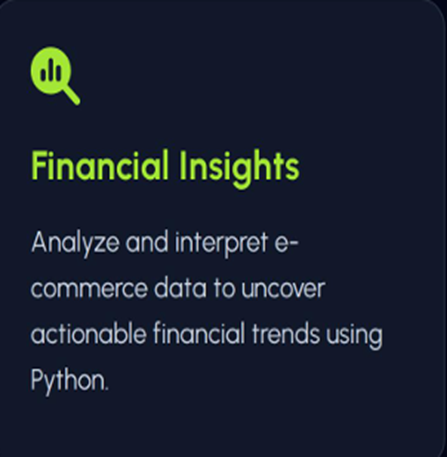 Financial Insights
Analyze and interpret e-
commerce data to uncover
actionable financial trends using
Python.